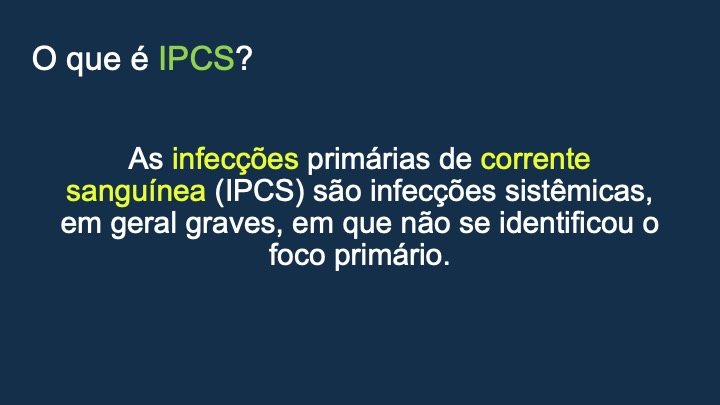 O que é IPCS?
As infecções primárias de corrente
sanguínea (IPCS) são infecções sistêmicas,
em geral graves, em que não se identificou o
foco primário.